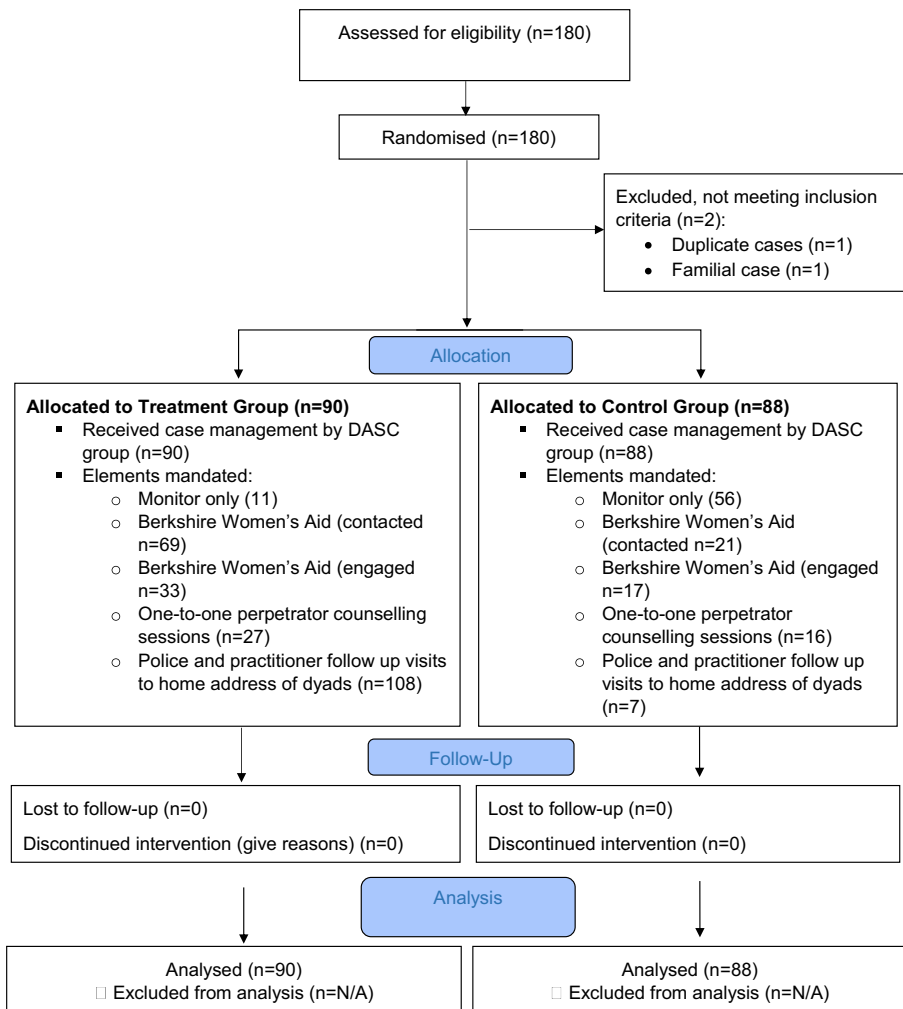 Assessed for eligibility (n=180)
Randomised (n=180)
Excluded, not meeting inclusion
criteria (n=2):
• Duplicate cases (n=1)
• Familial case (n=1)
Allocation
Allocated to Treatment Group (n=90)
▪ Received case management by DASC
group (n=90)
▪ Elements mandated:
o Monitor only (11)
o Berkshire Women’s Aid (contacted
n=69)
o Berkshire Women’s Aid (engaged
n=33)
o One-to-one perpetrator counselling
sessions (n=27)
o Police and practitioner follow up visits
to home address of dyads (n=108)
Allocated to Control Group (n=88)
▪ Received case management by DASC
group (n=88)
▪ Elements mandated:
o Monitor only (56)
o Berkshire Women’s Aid
(contacted n=21)
o Berkshire Women’s Aid (engaged
n=17)
o One-to-one perpetrator
counselling sessions (n=16)
o Police and practitioner follow up
visits to home address of dyads
(n=7)
Follow-Up
Lost to follow-up (n=0)
Discontinued intervention (give reasons) (n=0)
Lost to follow-up (n=0)
Discontinued intervention (n=0)
Analysis
Analysed (n=90)
□ Excluded from analysis (n=N/A)
Analysed (n=88)
□ Excluded from analysis (n=N/A)